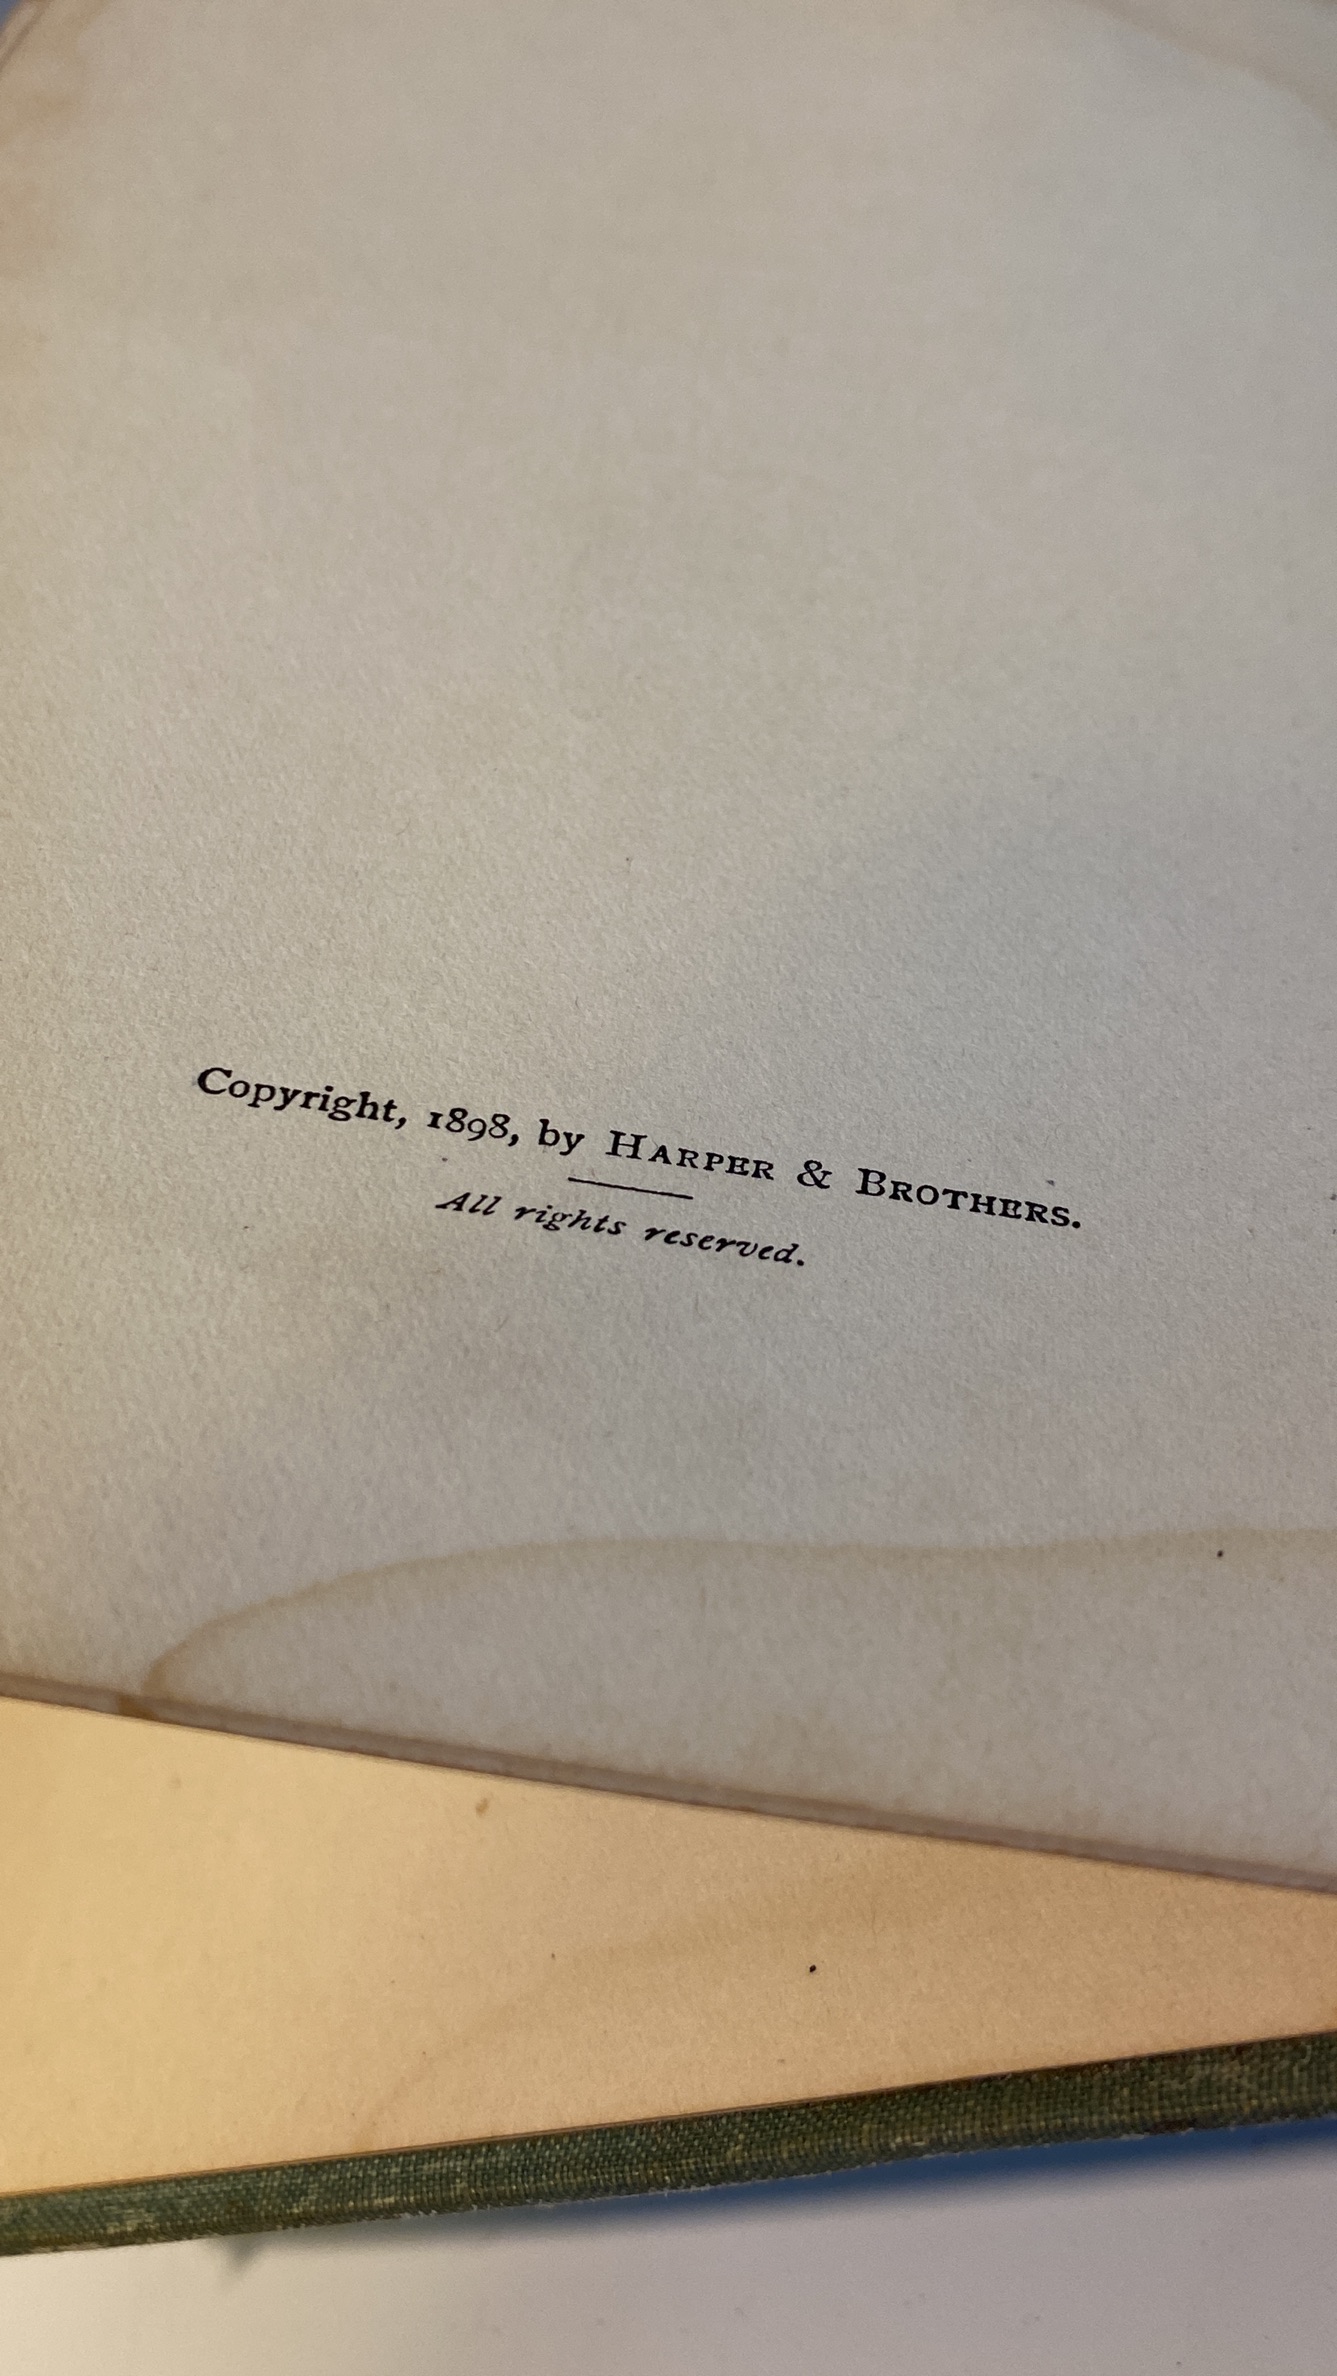 Copyright, 1898, by HARPER & BROTHERS.
All rights reserved.